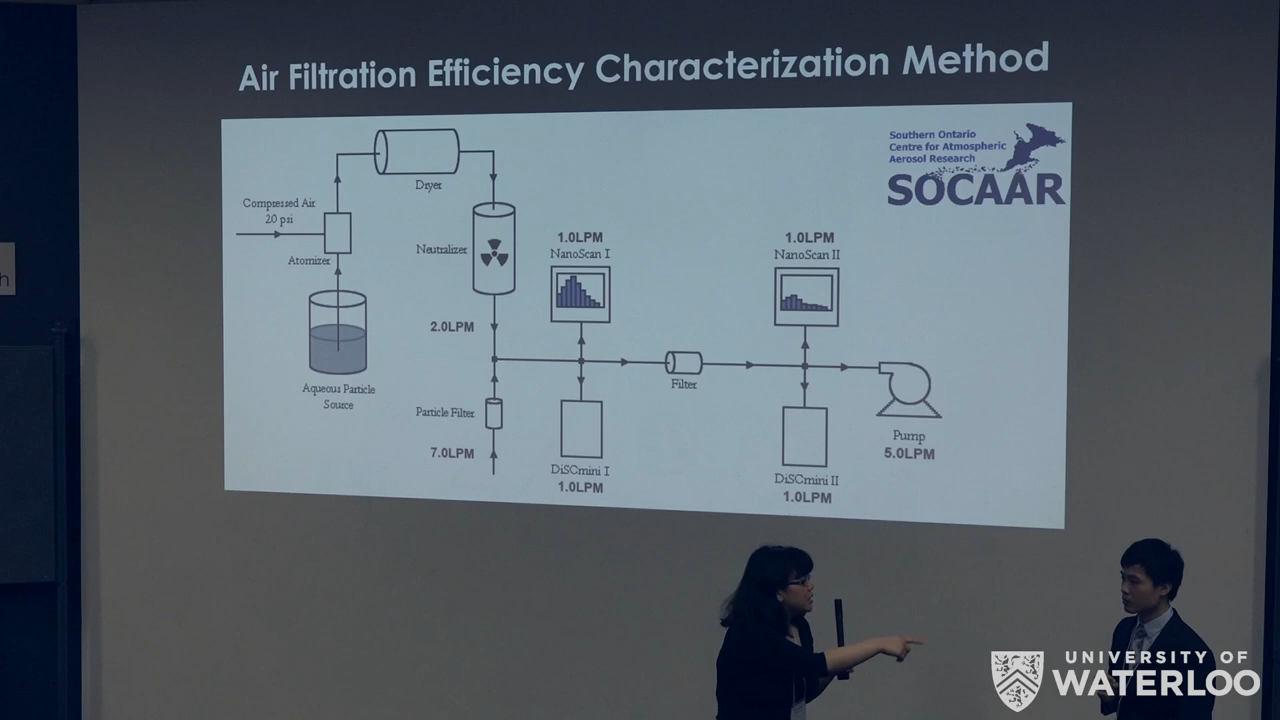 Air Filtration Efficiency Characterization Method
Southern Ontario
Centre for Atmospheric
Aerosol Research
SOCAAR
Dryer
Compressed Air
20 psi
Atomizer
Neutralizer
1.0LPM
NanoScan I
1.0LPM
NanoScan II
2.0LPM
Aqueous Particle
Source
Filter
Particle Filter
7.0LPM
DiSCmini I
1.0LPM
DiSCmini II
1.0LPM
Pump
5.0LPM
h
UNIVERSITY OF
WATERLOO